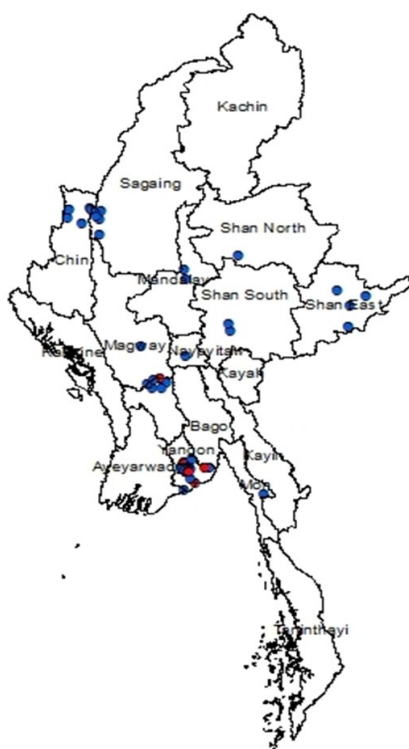 Kachin
Sagaing
Shan North
Chin
Mandalay
Shan South
Shan East
Magway
Naypyitaw
Kayah
Bago
Yangon
Ayeyarwady
Kayin
Mon
Tanintharyi